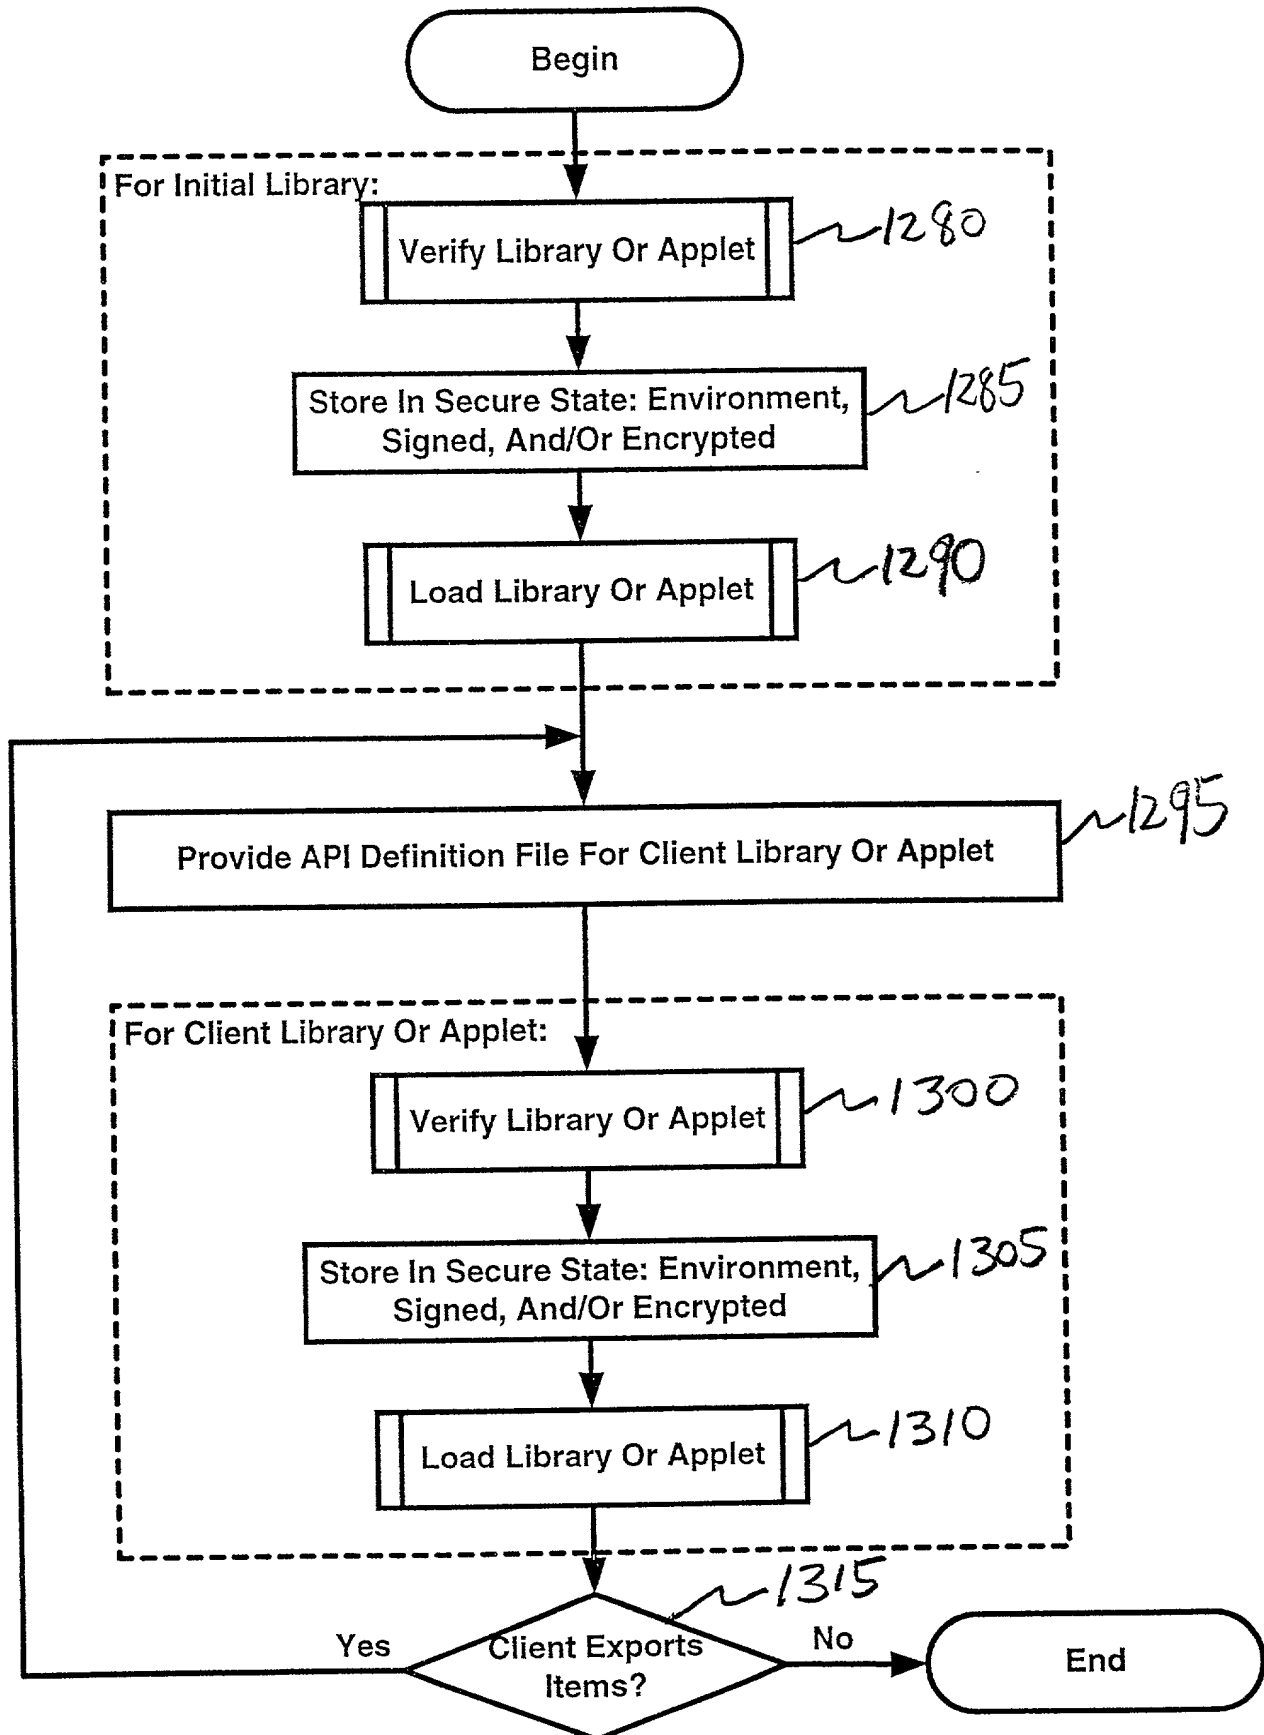 Begin
For Initial Library:
Verify Library Or Applet
1280
Store In Secure State: Environment,
Signed, And/Or Encrypted
1285
Load Library Or Applet
1290
Provide API Definition File For Client Library Or Applet
1295
For Client Library Or Applet:
Verify Library Or Applet
1300
Store In Secure State: Environment,
Signed, And/Or Encrypted
1305
Load Library Or Applet
1310
1315
Yes
Client Exports
Items?
No
End